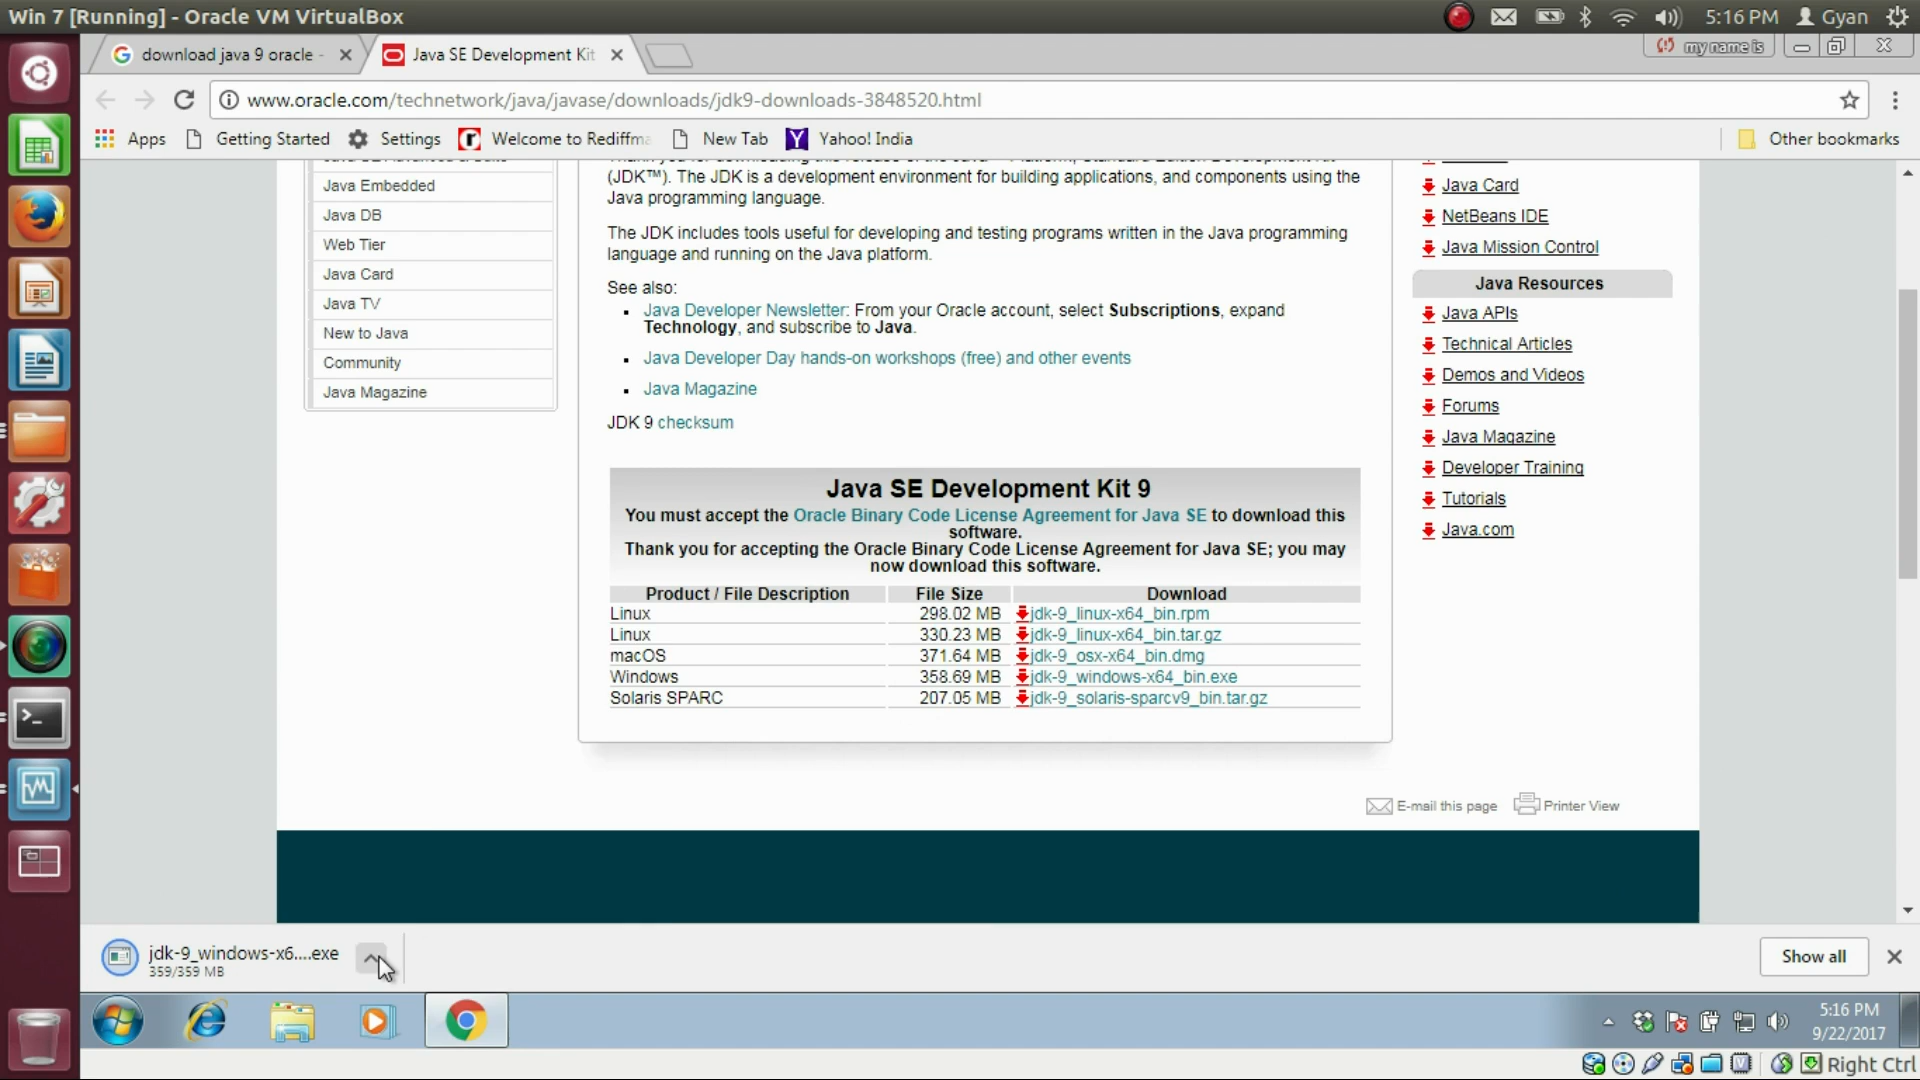 Win 7 [Running] - Oracle VM VirtualBox
5:16 PM Gyan
download java 9 oracle -
Java SE Development Kit
my name is
www.oracle.com/technetwork/java/javase/downloads/jdk9-downloads-3848520.html
Apps
Getting Started
Settings
Welcome to Rediffma
New Tab
Yahoo! India
Other bookmarks
Java Embedded
Java DB
Web Tier
Java Card
Java TV
New to Java
Community
Java Magazine
(JDK™). The JDK is a development environment for building applications, and components using the
Java programming language.
The JDK includes tools useful for developing and testing programs written in the Java programming
language and running on the Java platform.
See also:
Java Developer Newsletter: From your Oracle account, select Subscriptions, expand
Technology, and subscribe to Java.
Java Developer Day hands-on workshops (free) and other events
Java Magazine
JDK 9 checksum
Java SE Development Kit 9
You must accept the Oracle Binary Code License Agreement for Java SE to download this
software.
Thank you for accepting the Oracle Binary Code License Agreement for Java SE; you may
now download this software.
Product / File Description File Size Download
Linux 298.02 MB jdk-9_linux-x64_bin.rpm
Linux 330.23 MB jdk-9_linux-x64_bin.tar.gz
macOS 371.64 MB jdk-9_osx-x64_bin.dmg
Windows 358.69 MB jdk-9_windows-x64_bin.exe
Solaris SPARC 207.05 MB jdk-9_solaris-sparcv9_bin.tar.gz
Java Card
NetBeans IDE
Java Mission Control
Java Resources
Java APIs
Technical Articles
Demos and Videos
Forums
Java Magazine
Developer Training
Tutorials
Java.com
E-mail this page
Printer View
jdk-9_windows-x6....exe
359/359 MB
Show all
5:16 PM
9/22/2017
Right Ctrl